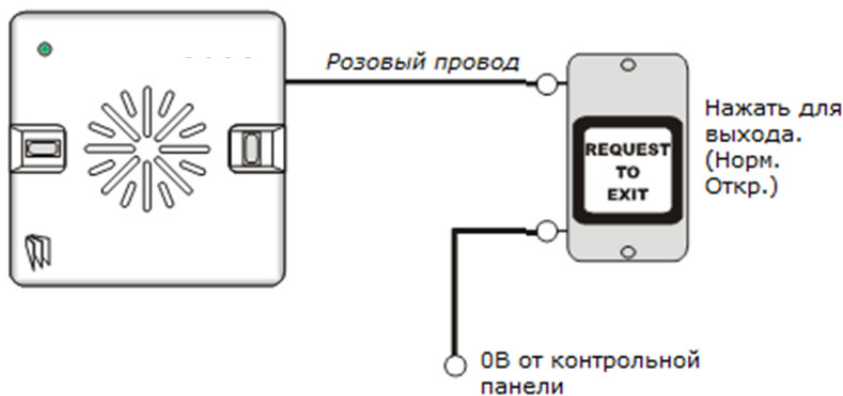 Розовый провод
Нажать для
выхода.
(Норм.
Откр.)
REQUEST
TO
EXIT
0В от контрольной
панели